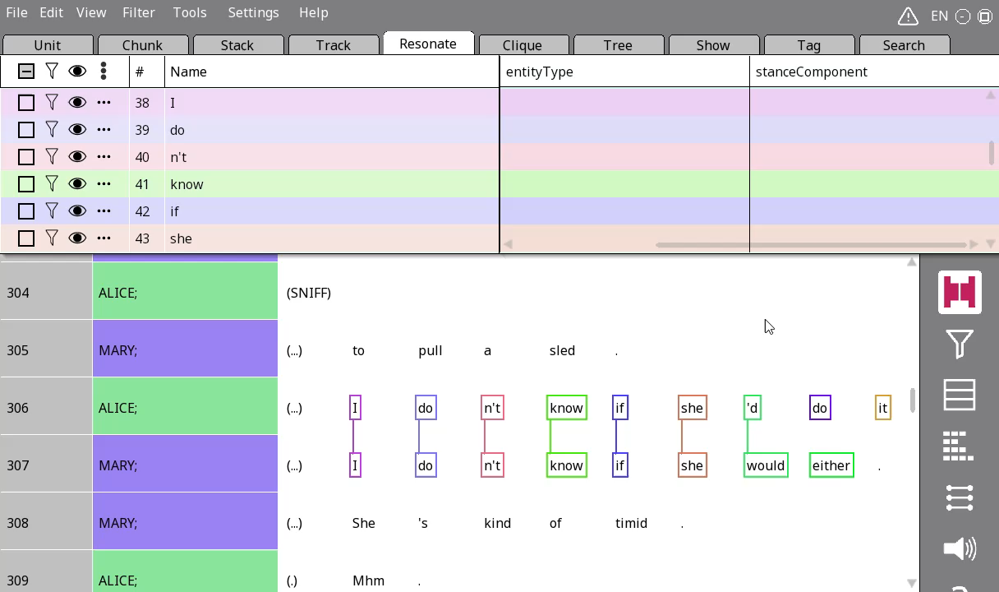 File Edit View Filter Tools Settings Help EN
Unit Chunk Stack Track Resonate Clique Tree Show Tag Search
# Name entityType stanceComponent
38 I
39 do
40 n't
41 know
42 if
43 she
304 ALICE; (SNIFF)
305 MARY; (...) to pull a sled .
306 ALICE; (...) I do n't know if she 'd do it
307 MARY; (...) I do n't know if she would either .
308 MARY; (...) She 's kind of timid .
309 ALICE; (.) Mhm .